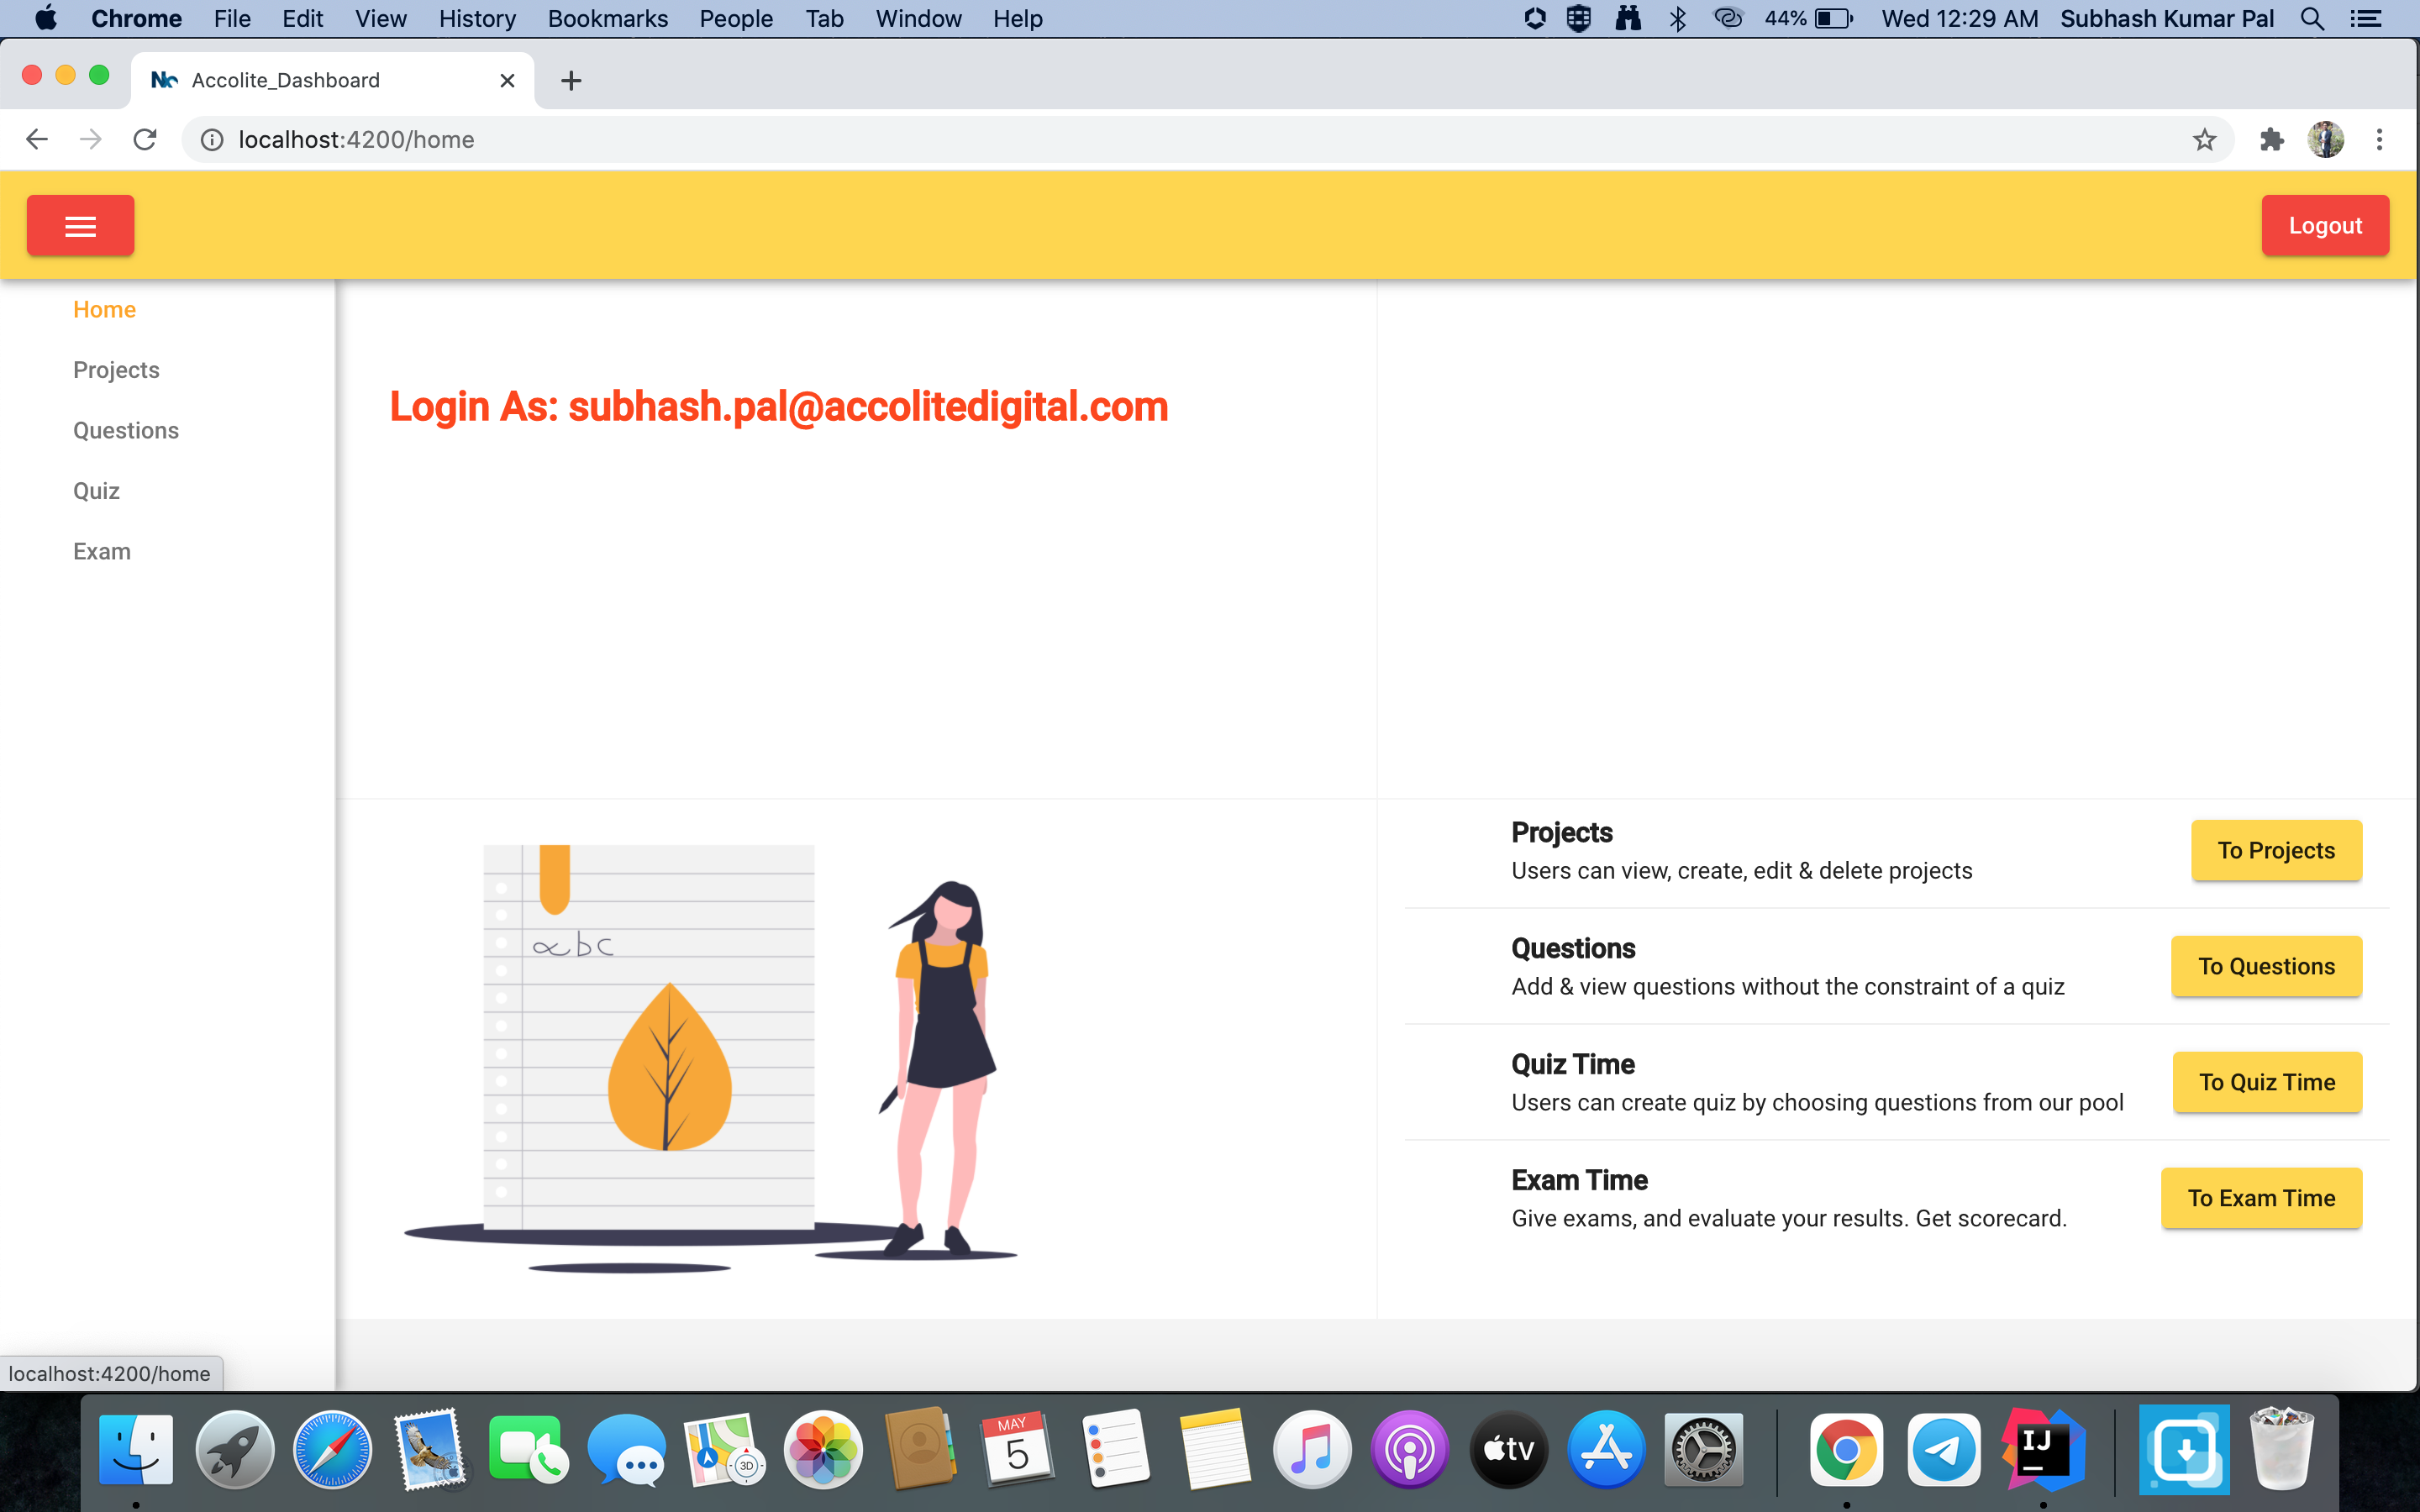 Chrome File Edit View History Bookmarks People Tab Window Help 44% Wed 12:29 AM Subhash Kumar Pal
Accolite_Dashboard
localhost:4200/home
Logout
Home
Projects
Questions
Quiz
Exam
Login As: subhash.pal@accolitedigital.com
abc
Projects
Users can view, create, edit & delete projects
To Projects
Questions
Add & view questions without the constraint of a quiz
To Questions
Quiz Time
Users can create quiz by choosing questions from our pool
To Quiz Time
Exam Time
Give exams, and evaluate your results. Get scorecard.
To Exam Time
localhost:4200/home
3D
MAY
5
tv
IJ